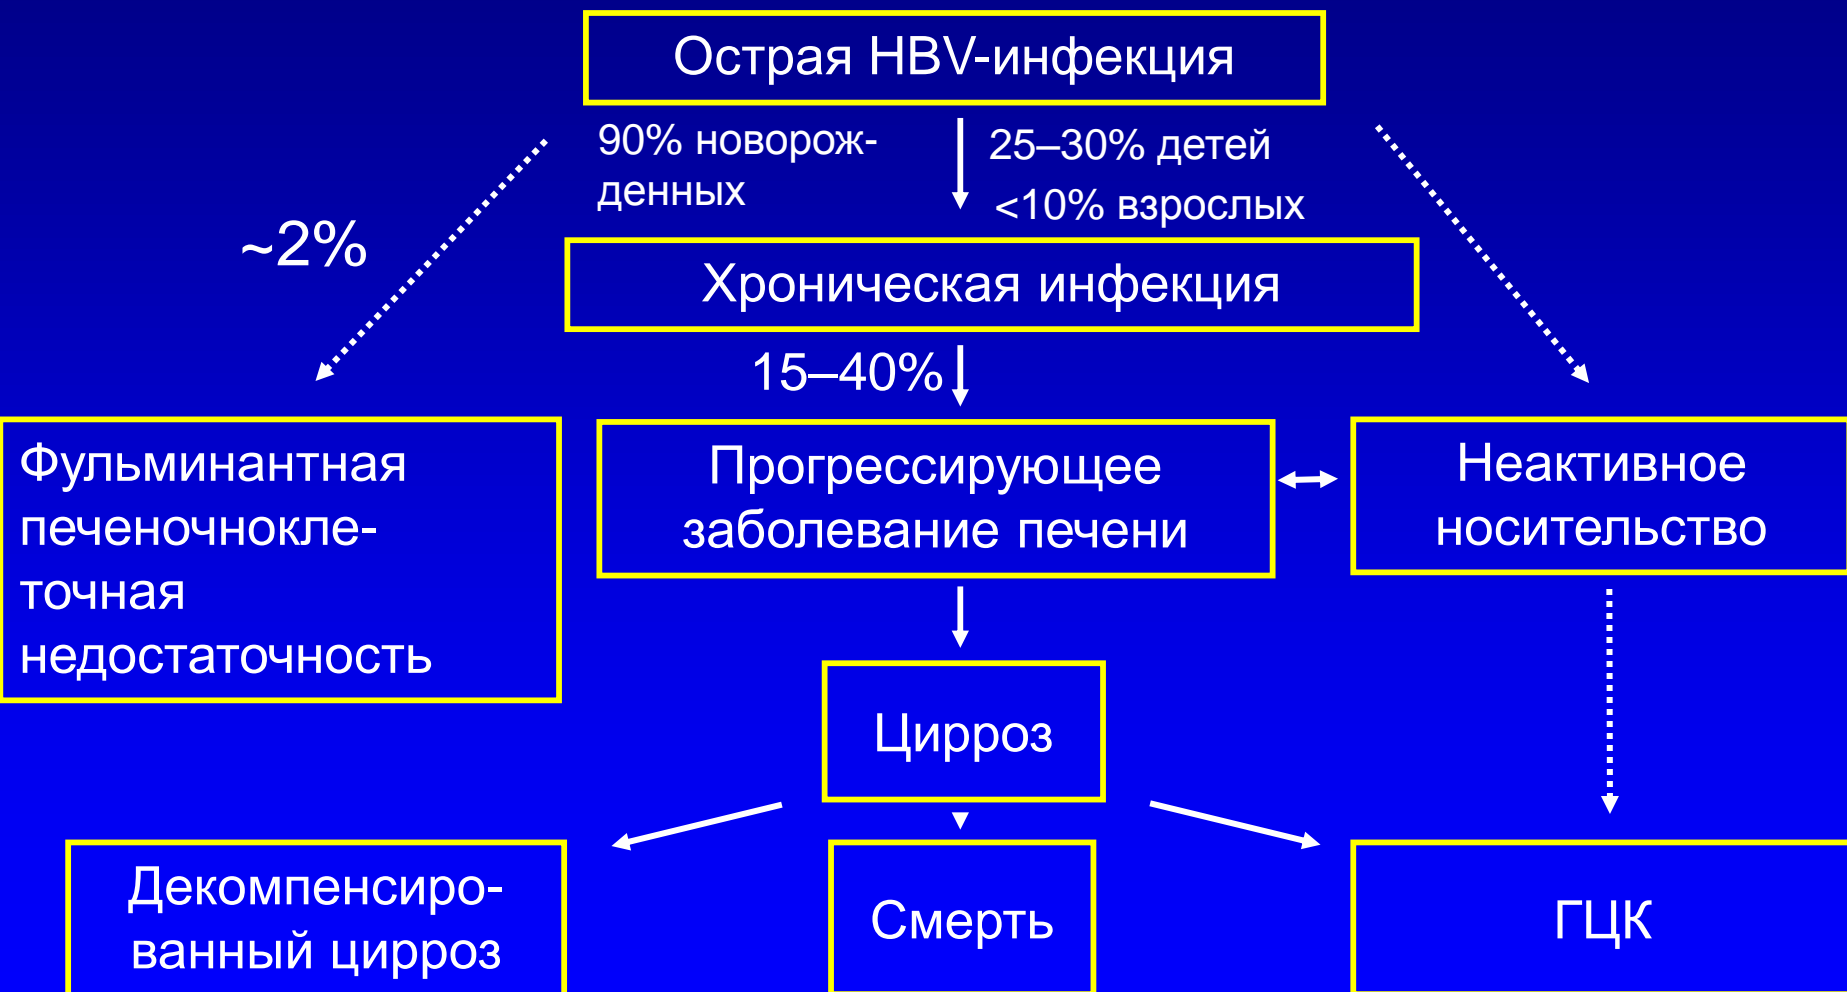 Острая HBV-инфекция
90% новорож-
денных
25–30% детей
<10% взрослых
~2%
Хроническая инфекция
15–40%
Фульминантная
печеночнокле-
точная
недостаточность
Прогрессирующее
заболевание печени
Неактивное
носительство
Цирроз
Декомпенсиро-
ванный цирроз
Смерть
ГЦК